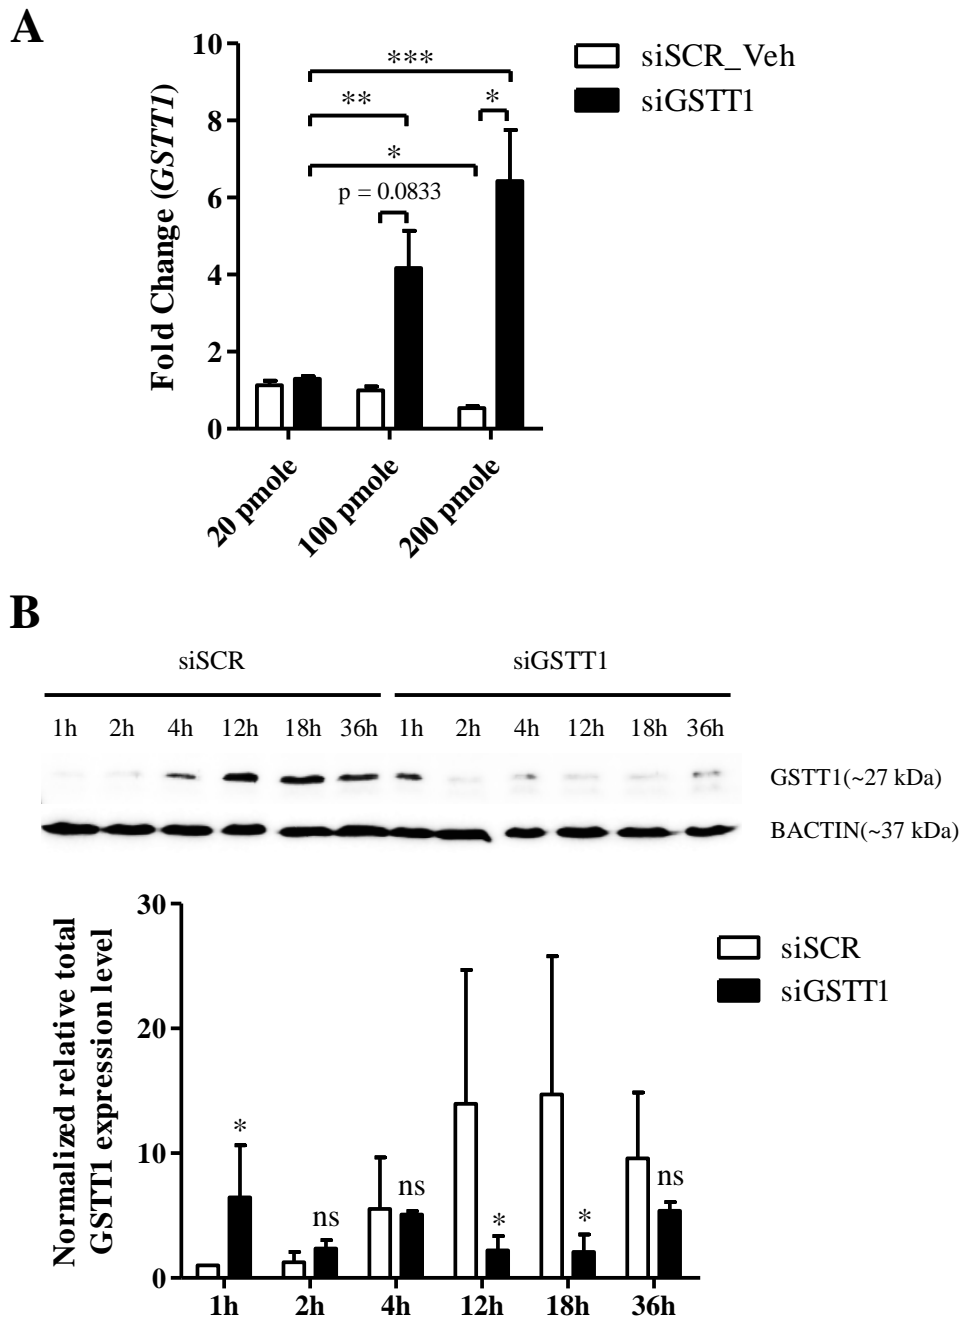 A
10
8
6
4
2
0
Fold Change (GSTT1)
***
**
*
*
p = 0.0833
siSCR_Veh
siGSTT1
20 pmole
100 pmole
200 pmole
B
siSCR
siGSTT1
1h 2h 4h 12h 18h 36h 1h 2h 4h 12h 18h 36h
GSTT1(~27 kDa)
BACTIN(~37 kDa)
Normalized relative total
GSTT1 expression level
30
20
10
0
*
ns
ns
*
*
ns
siSCR
siGSTT1
1h 2h 4h 12h 18h 36h